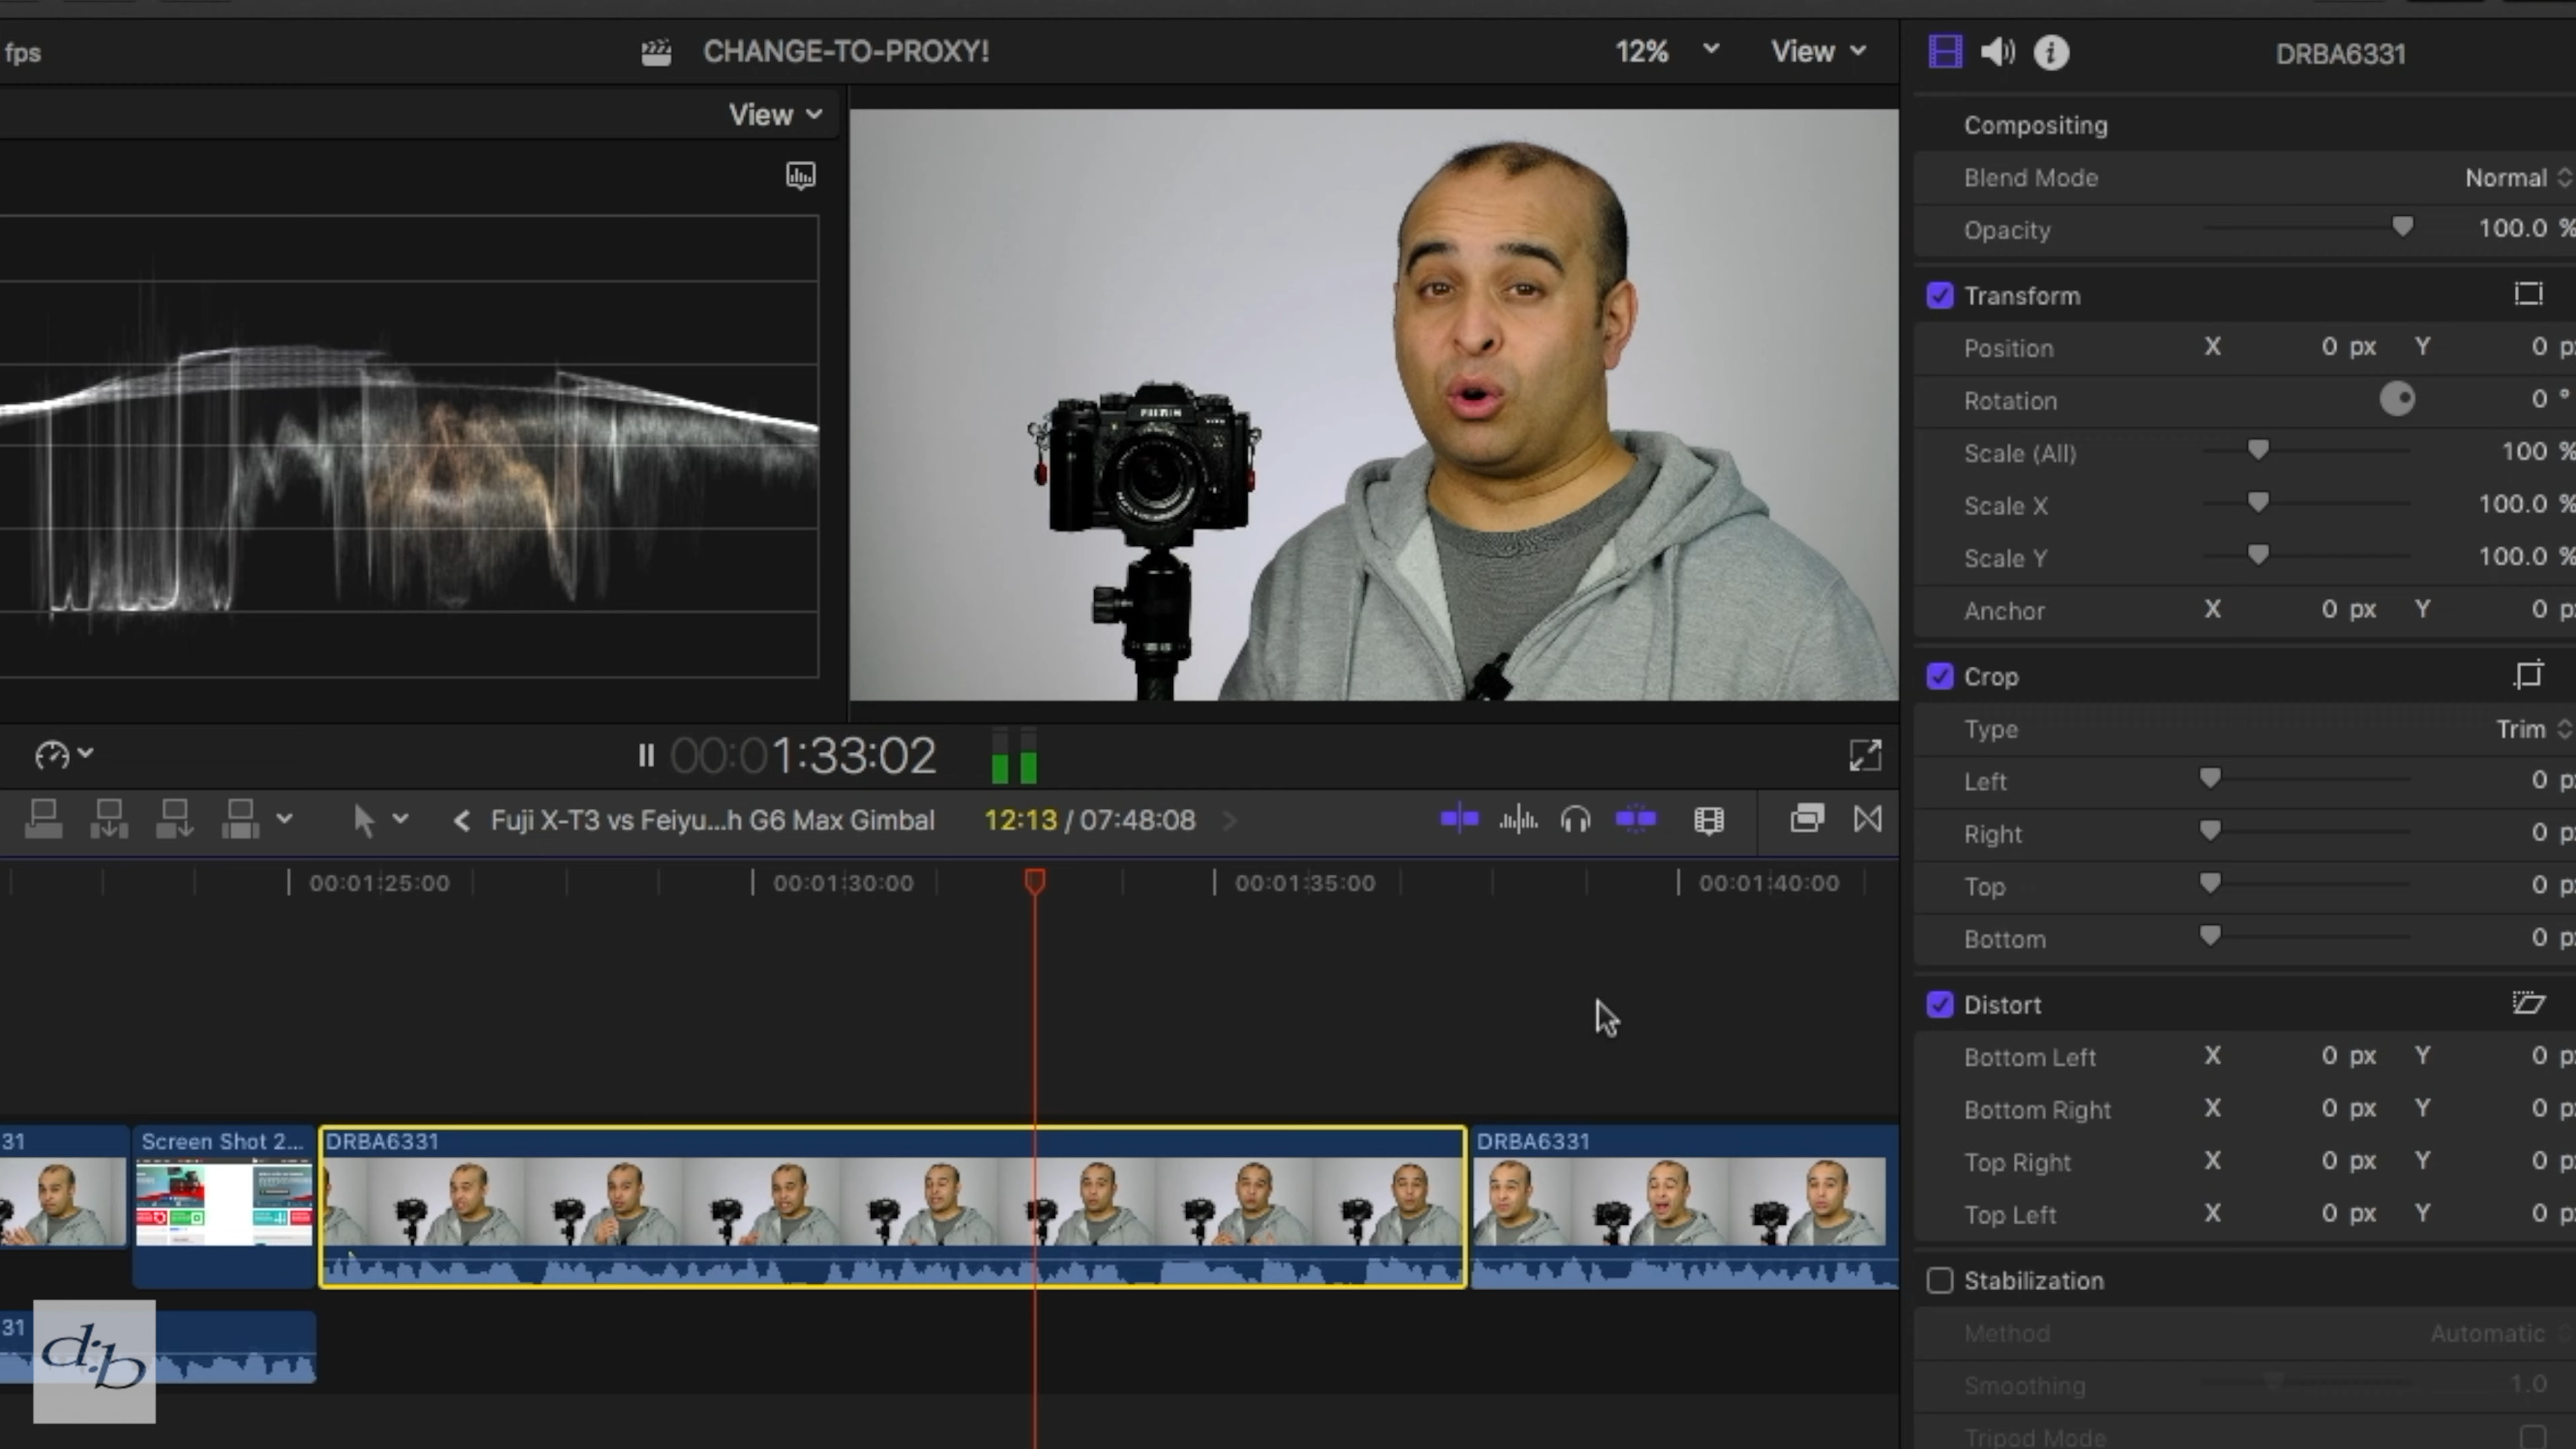 fps
CHANGE-TO-PROXY!
12%
View
DRBA6331
View
Compositing
Blend Mode Normal
Opacity 100.0 %
Transform
Position X 0 px Y 0 p
Rotation 0 °
Scale (All) 100 %
Scale X 100.0 %
Scale Y 100.0 %
Anchor X 0 px Y 0 p
Crop
Type Trim
Left 0 p
Right 0 p
Top 0 p
Bottom 0 p
Distort
Bottom Left X 0 px Y 0 p
Bottom Right X 0 px Y 0 p
Top Right X 0 px Y 0 p
Top Left X 0 px Y 0 p
Stabilization
Method Automatic
Smoothing 1.0
Tripod Mode
FUJIFILM
00:01:33:02
Fuji X-T3 vs Feiyu...h G6 Max Gimbal 12:13 / 07:48:08
00:01:25:00 00:01:30:00 00:01:35:00 00:01:40:00
31 Screen Shot 2... DRBA6331 DRBA6331
31
d:b